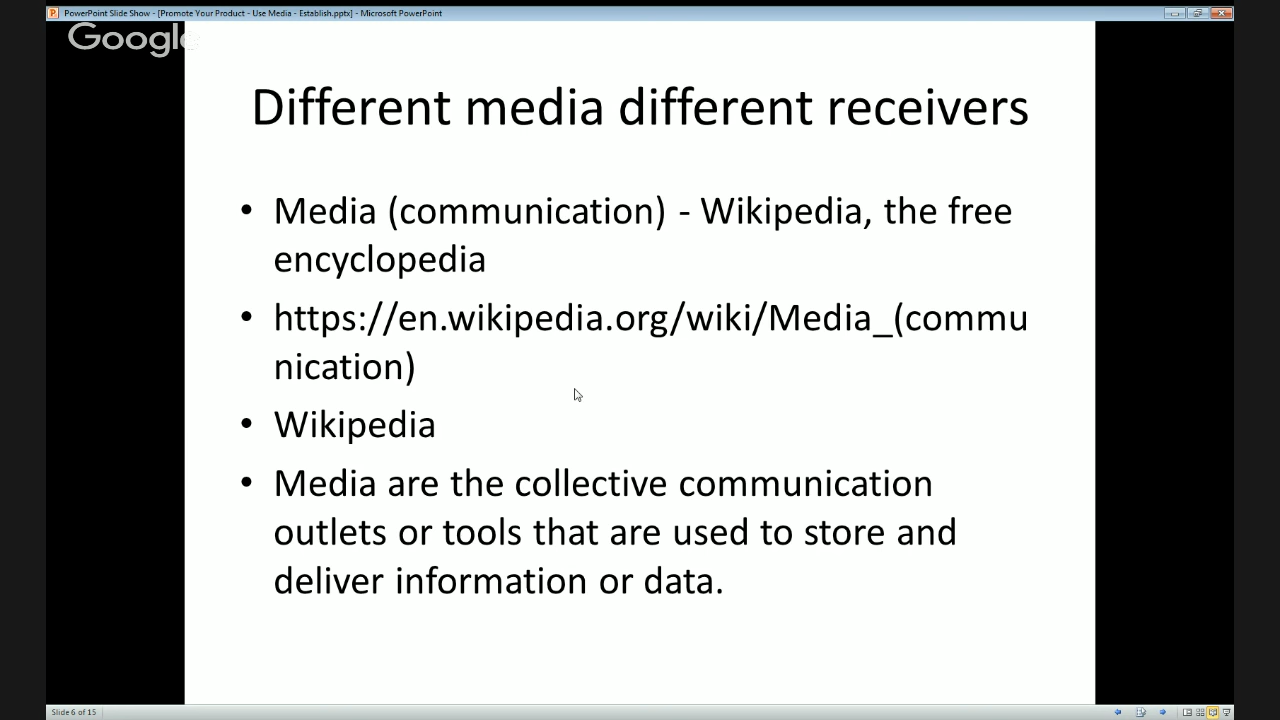 PowerPoint Slide Show - [Promote Your Product - Use Media - Establish.pptx] - Microsoft PowerPoint
Google
Different media different receivers
• Media (communication) - Wikipedia, the free
encyclopedia
• https://en.wikipedia.org/wiki/Media_(commu
nication)
• Wikipedia
• Media are the collective communication
outlets or tools that are used to store and
deliver information or data.
Slide 6 of 15